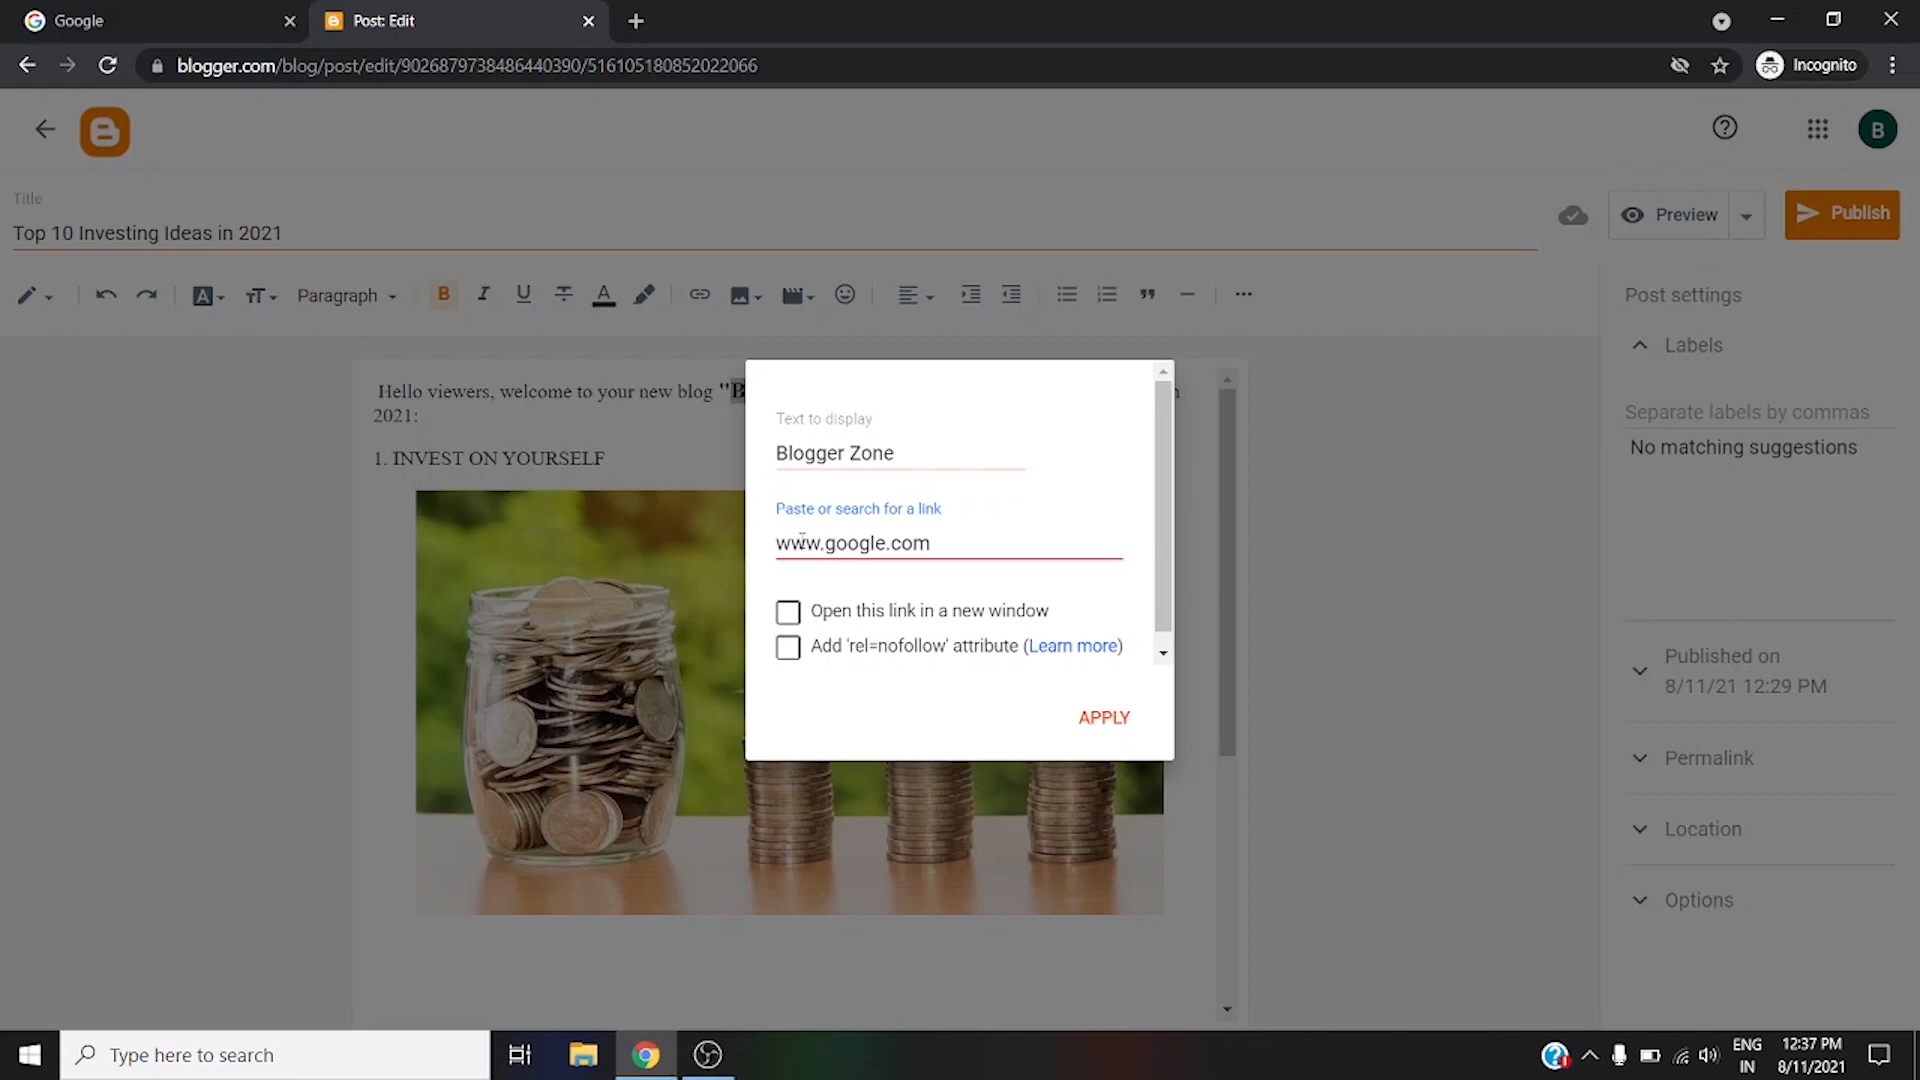 Google
Post: Edit
blogger.com/blog/post/edit/9026879738486440390/516105180852022066
Incognito
B
Title
Top 10 Investing Ideas in 2021
Preview
Publish
Paragraph
B
Post settings
Labels
Separate labels by commas
No matching suggestions
Hello viewers, welcome to your new blog "B
2021:
1. INVEST ON YOURSELF
Text to display
Blogger Zone
Paste or search for a link
www.google.com
Open this link in a new window
Add 'rel=nofollow' attribute (Learn more)
APPLY
Published on
8/11/21 12:29 PM
Permalink
Location
Options
Type here to search
ENG
IN
12:37 PM
8/11/2021